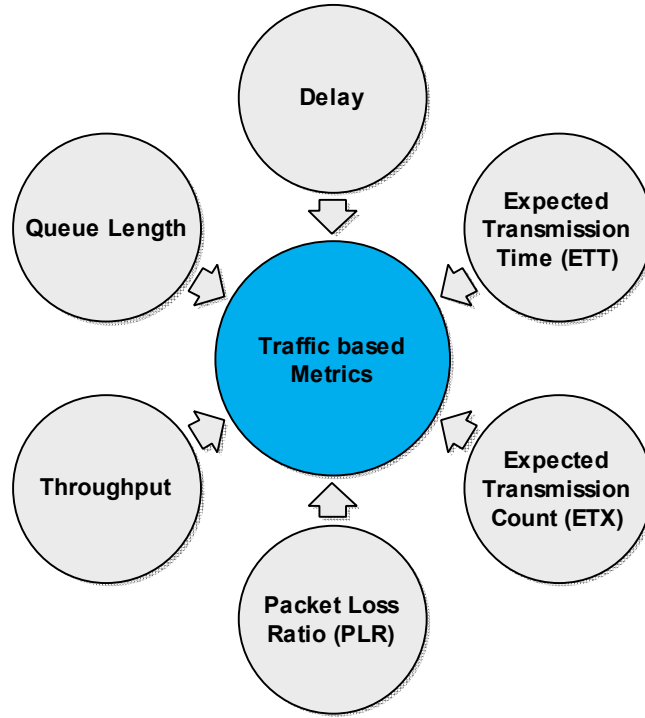 Delay
Queue Length
Expected
Transmission
Time (ETT)
Traffic based
Metrics
Throughput
Expected
Transmission
Count (ETX)
Packet Loss
Ratio (PLR)